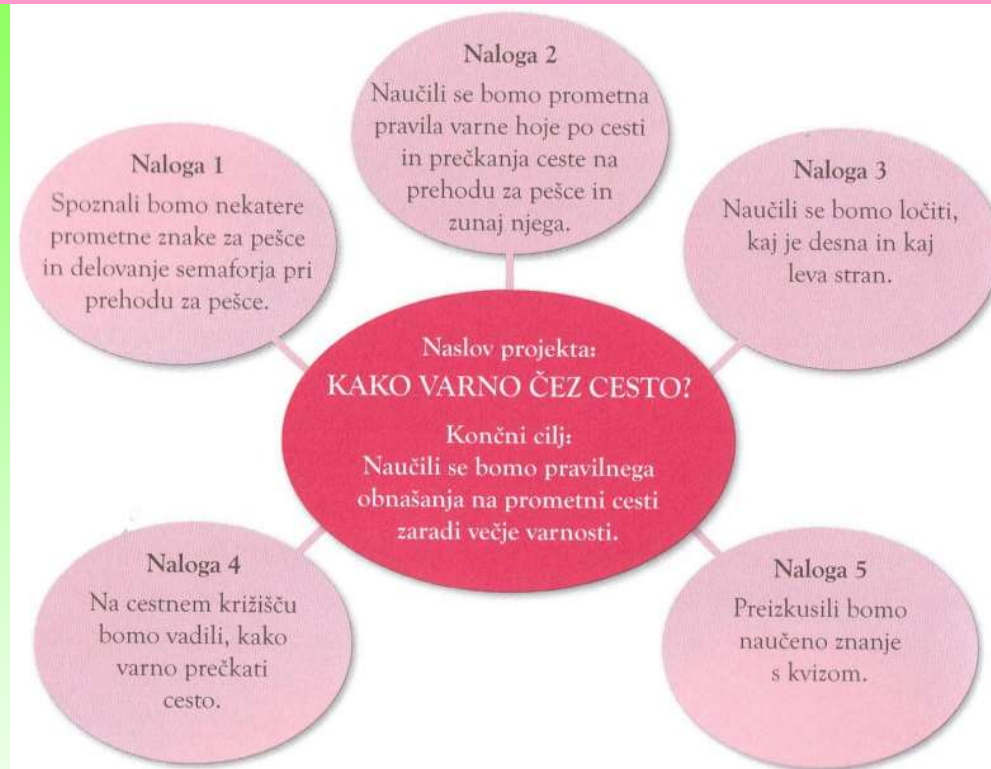 Naloga 1
Spoznali bomo nekatere
prometne znake za pešce
in delovanje semaforja pri
prehodu za pešce.
Naloga 2
Naučili se bomo prometna
pravila varne hoje po cesti
in prečkanja ceste na
prehodu za pešce in
zunaj njega.
Naloga 3
Naučili se bomo ločiti,
kaj je desna in kaj
leva stran.
Naslov projekta:
KAKO VARNO ČEZ CESTO?
Končni cilj:
Naučili se bomo pravilnega
obnašanja na prometni cesti
zaradi večje varnosti.
Naloga 4
Na cestnem križišču
bomo vadili, kako
varno prečkati
cesto.
Naloga 5
Preizkusili bomo
naučeno znanje
s kvizom.